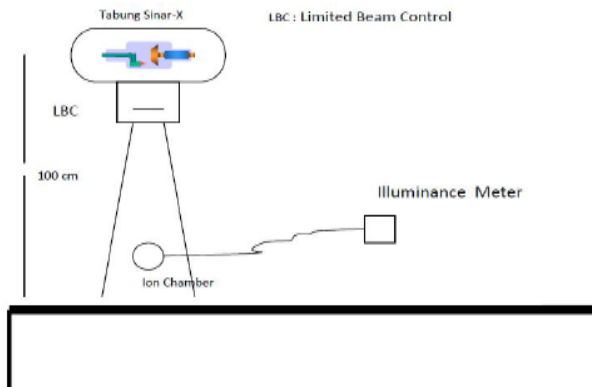 Tabung Sinar-X
LBC : Limited Beam Control
LBC
100 cm
Illuminance Meter
Ion Chamber